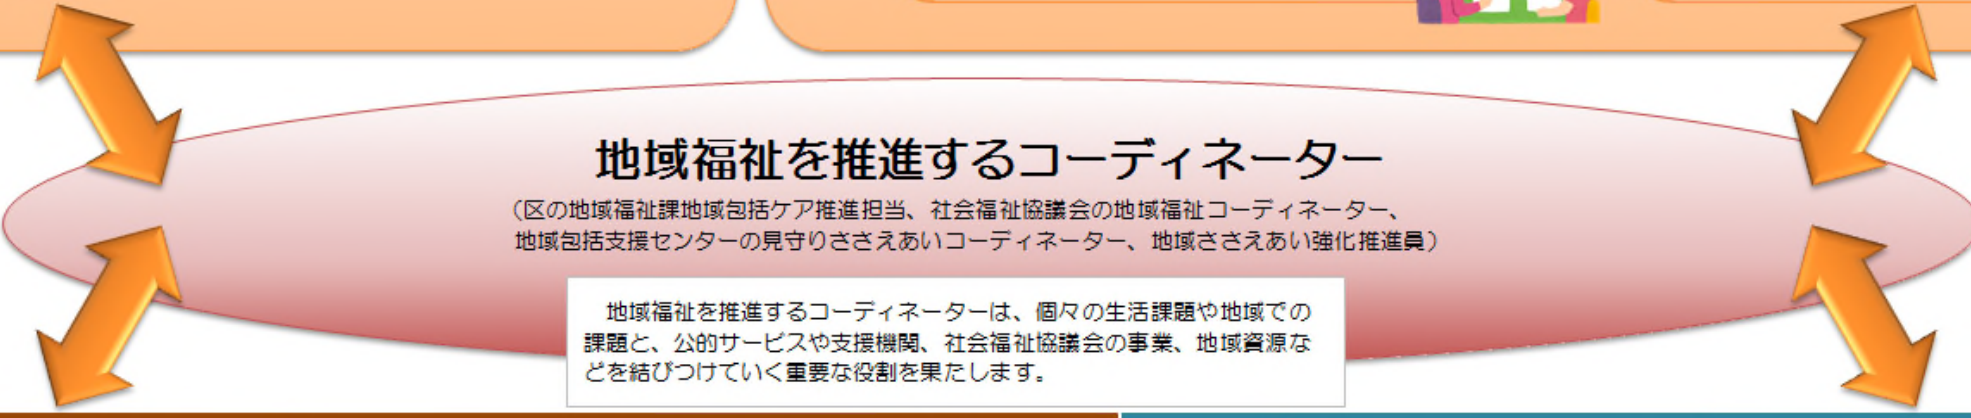 地域福祉を推進するコーディネーター
（区の地域福祉課地域包括ケア推進担当、社会福祉協議会の地域福祉コーディネーター、
地域包括支援センターの見守りささえあいコーディネーター、地域ささえあい強化推進員）
地域福祉を推進するコーディネーターは、個々の生活課題や地域での
課題と、公的サービスや支援機関、社会福祉協議会の事業、地域資源な
どを結びつけていく重要な役割を果たします。